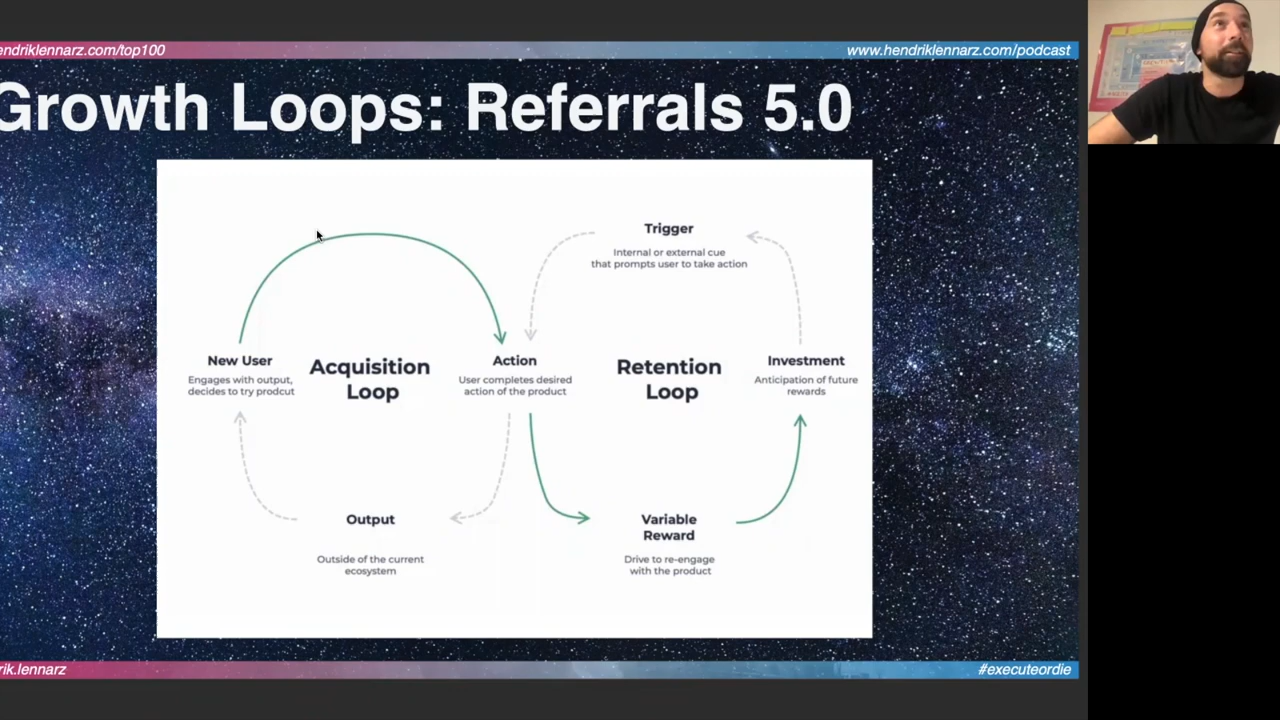 endriklennarz.com/top100
www.hendriklennarz.com/podcast
Growth Loops: Referrals 5.0
Trigger
Internal or external cue
that prompts user to take action
New User
Engages with output,
decides to try prodcut
Acquisition
Loop
Action
User completes desired
action of the product
Retention
Loop
Investment
Anticipation of future
rewards
Output
Outside of the current
ecosystem
Variable
Reward
Drive to re-engage
with the product
rik.lennarz
#executeordie